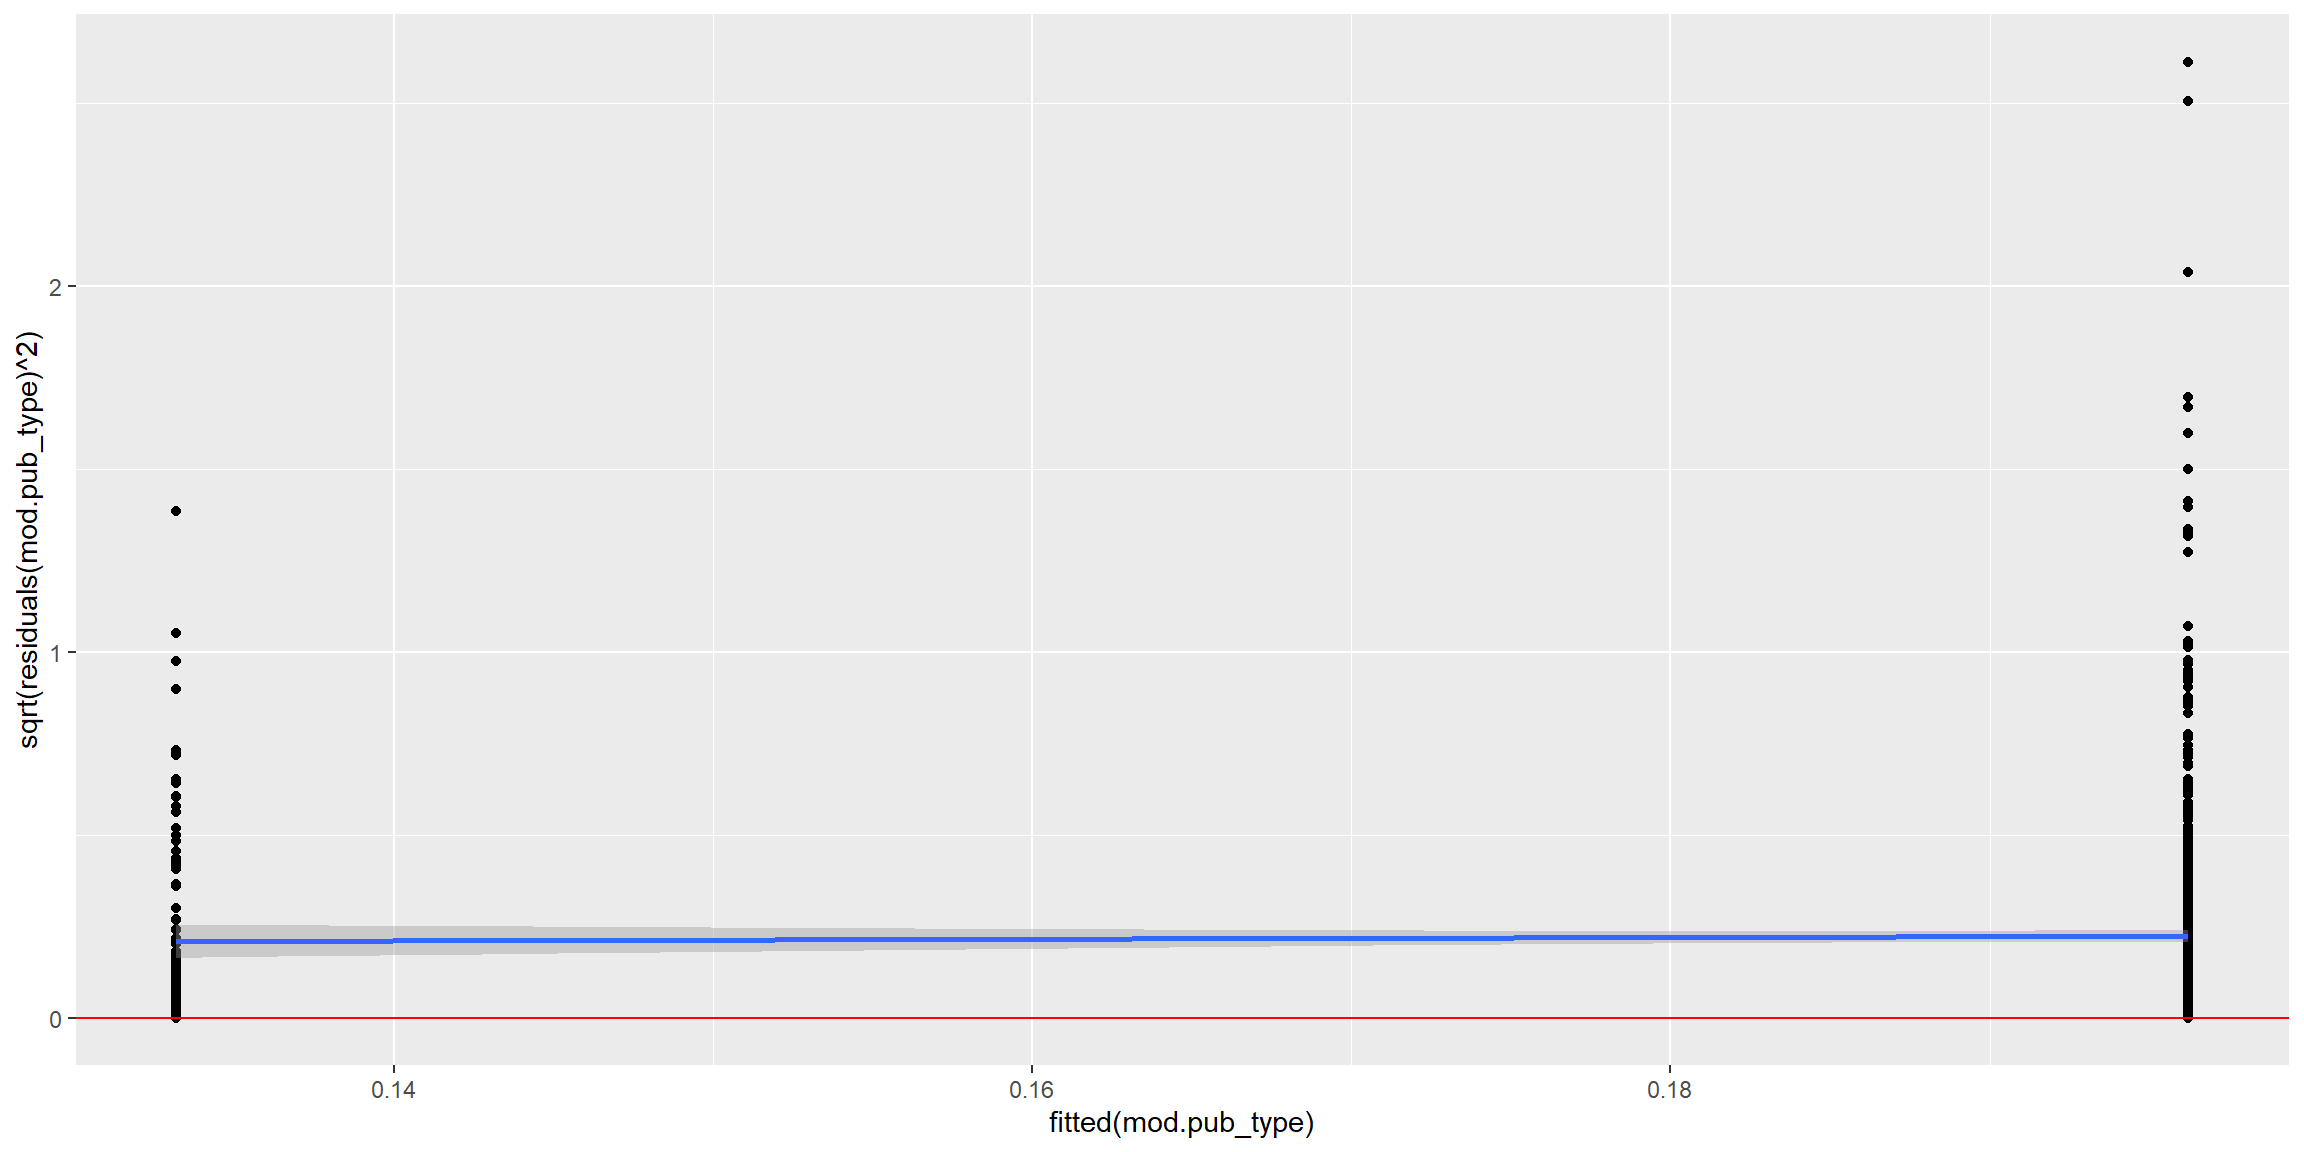 sqrt(residuals(mod.pub_type)^2)
2
1
0
0.14 0.16 0.18
fitted(mod.pub_type)